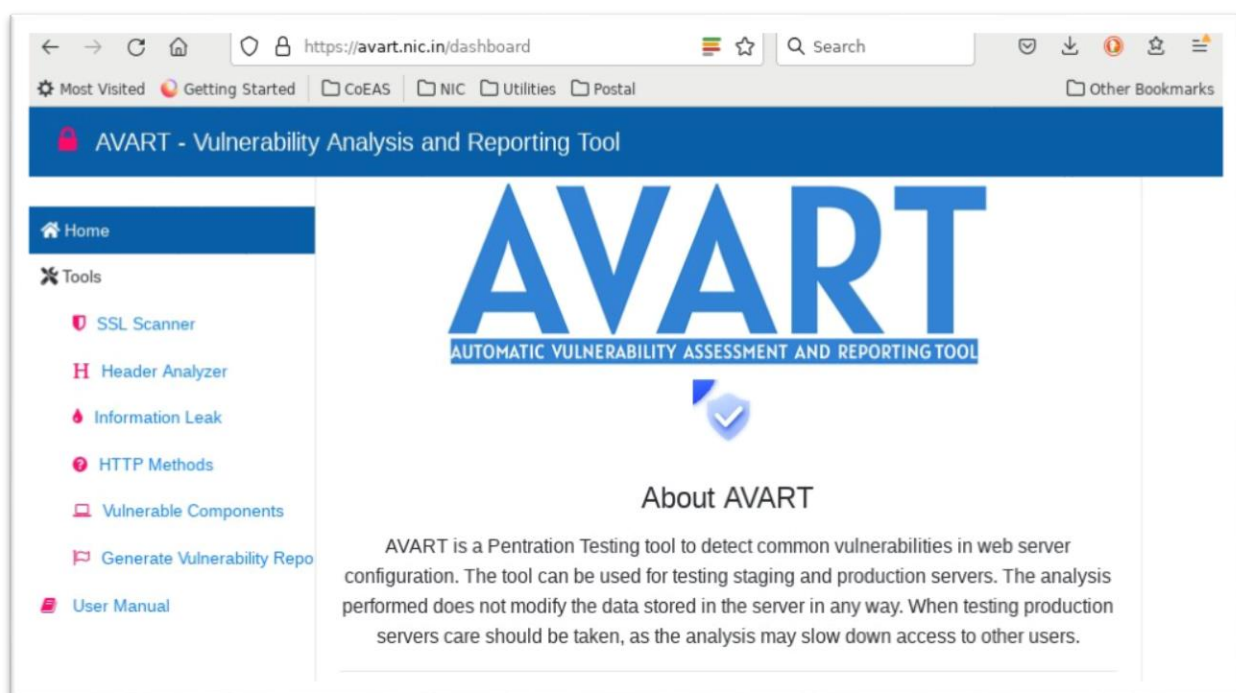 https://avart.nic.in/dashboard
Search
Most Visited Getting Started CoEAS NIC Utilities Postal Other Bookmarks
AVART - Vulnerability Analysis and Reporting Tool
Home
Tools
SSL Scanner
H Header Analyzer
Information Leak
HTTP Methods
Vulnerable Components
Generate Vulnerability Repo
User Manual
AVART
AUTOMATIC VULNERABILITY ASSESSMENT AND REPORTING TOOL
About AVART
AVART is a Pentration Testing tool to detect common vulnerabilities in web server
configuration. The tool can be used for testing staging and production servers. The analysis
performed does not modify the data stored in the server in any way. When testing production
servers care should be taken, as the analysis may slow down access to other users.